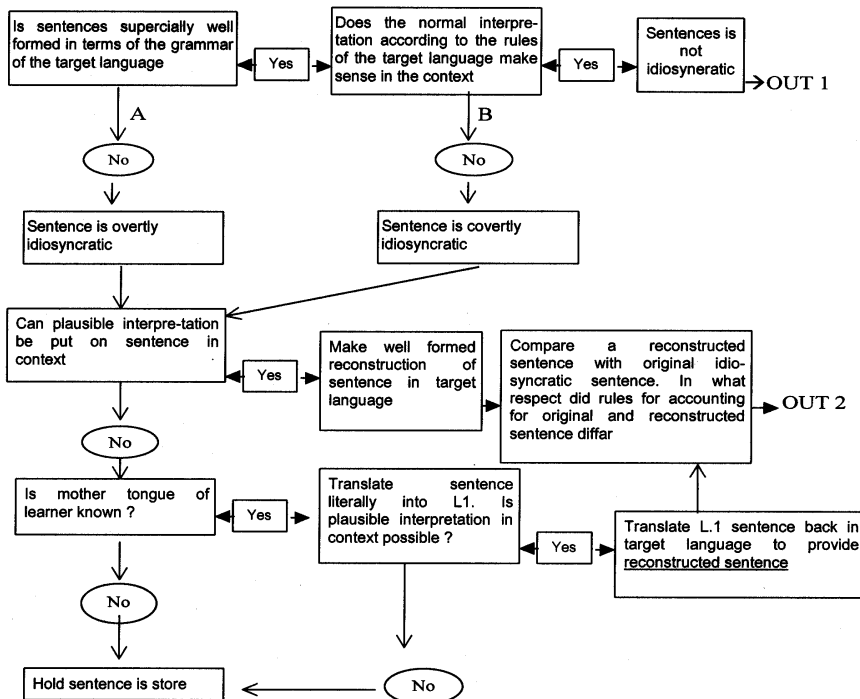 Is sentences supercially well
formed in terms of the grammar
of the target language
Yes
Does the normal interpre-
tation according to the rules
of the target language make
sense in the context
Yes
Sentences is
not
idiosyneratic
OUT 1
A
B
No
No
Sentence is overtly
idiosyncratic
Sentence is covertly
idiosyncratic
Can plausible interpre-tation
be put on sentence in
context
Yes
Make well formed
reconstruction of
sentence in target
language
Compare a reconstructed
sentence with original idio-
syncratic sentence. In what
respect did rules for accounting
for original and reconstructed
sentence diffar
OUT 2
No
Is mother tongue of
learner known ?
Yes
Translate sentence
literally into L1. Is
plausible interpretation in
context possible ?
Yes
Translate L.1 sentence back in
target language to provide
reconstructed sentence
No
Hold sentence is store
No